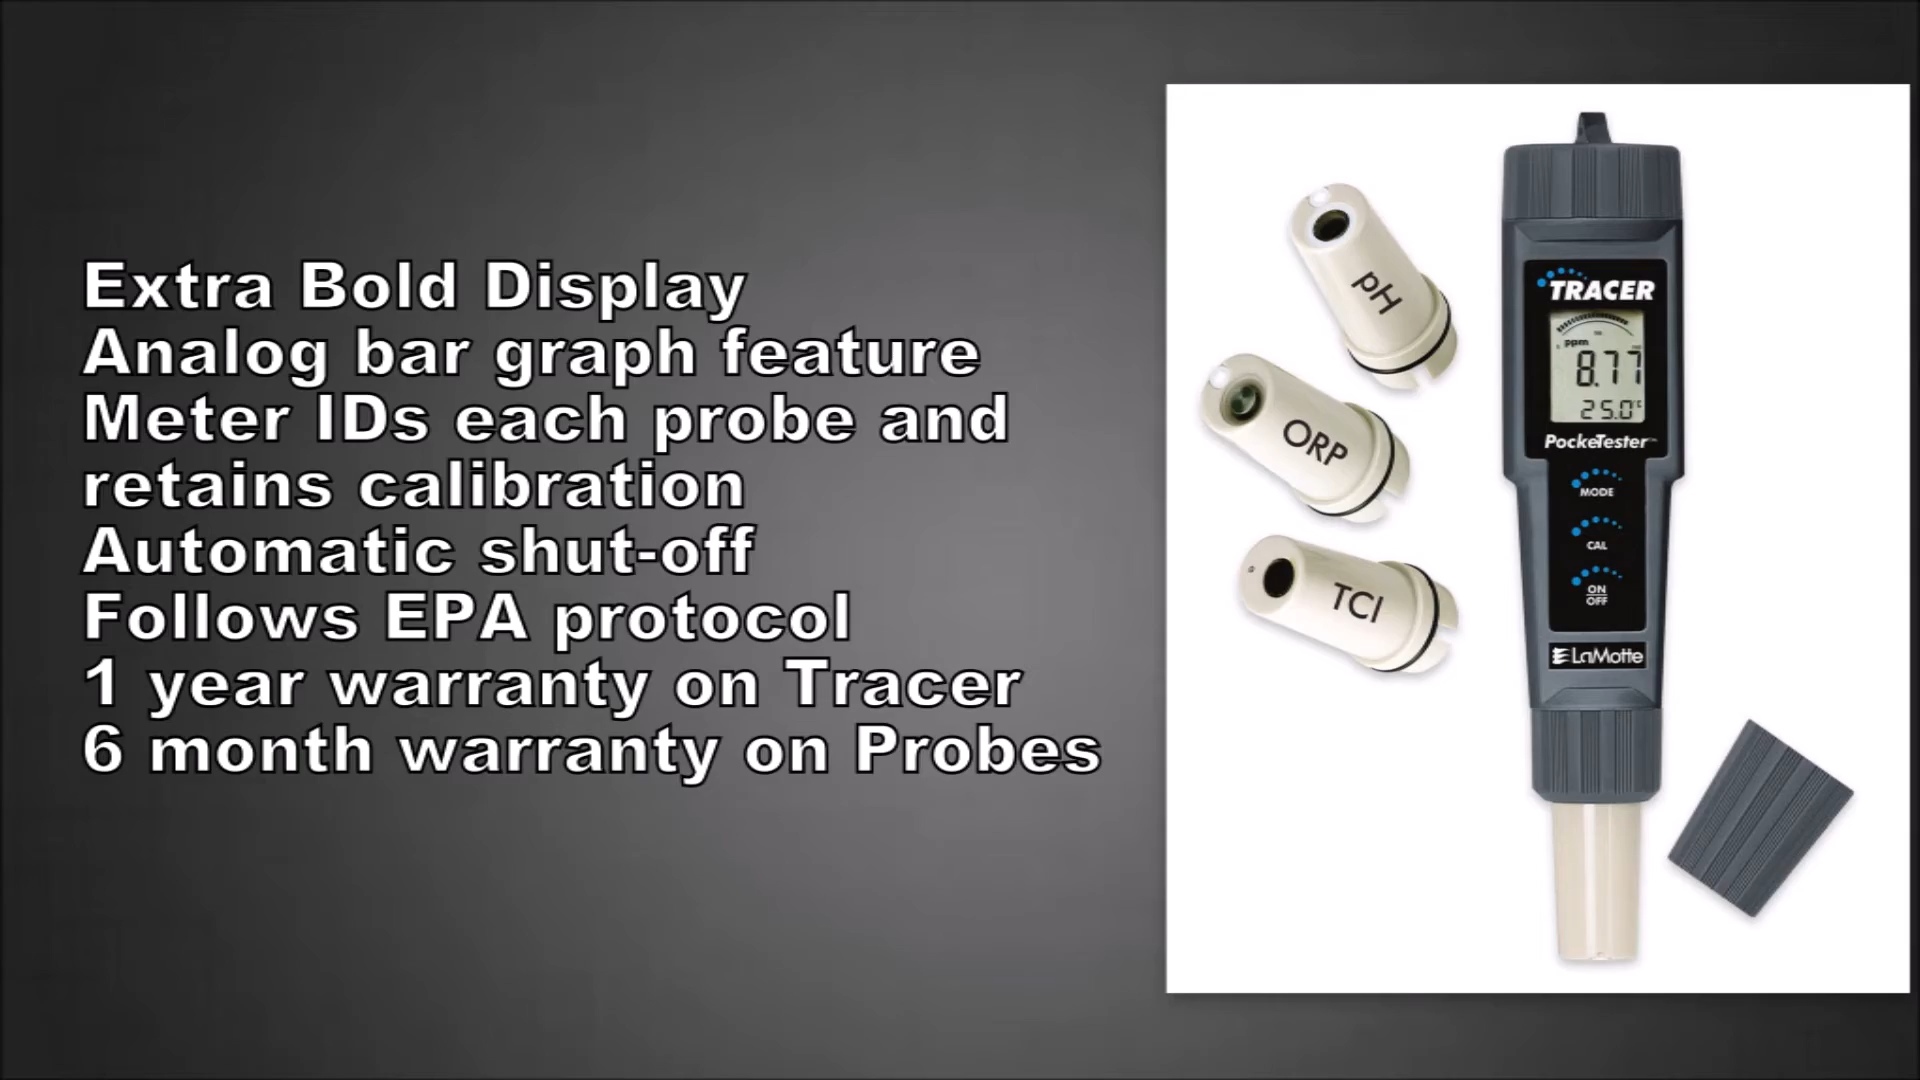 Extra Bold Display
Analog bar graph feature
Meter IDs each probe and
retains calibration
Automatic shut-off
Follows EPA protocol
1 year warranty on Tracer
6 month warranty on Probes
pH
ORP
TCl
TRACER
ppm
8.77
25.0°C
PockeTester™
MODE
CAL
ON
OFF
LaMotte